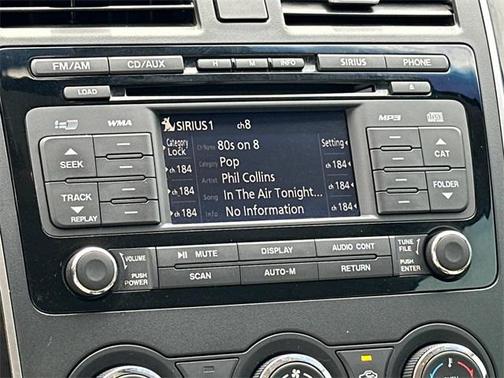 FM/AM CD/AUX H M INFO SIRIUS PHONE
LOAD
WMA MP3
SIRIUS 1 ch8
Category Lock Ch Name 80s on 8 Setting
Category Pop
ch 184 Artist Phil Collins ch 184
ch 184 Song In The Air Tonight... ch 184
ch 184 Info No Information ch 184
SEEK
TRACK
REPLAY
CAT
FOLDER
VOLUME
PUSH
POWER
MUTE DISPLAY AUDIO CONT
SCAN AUTO-M RETURN
TUNE
FILE
PUSH
ENTER